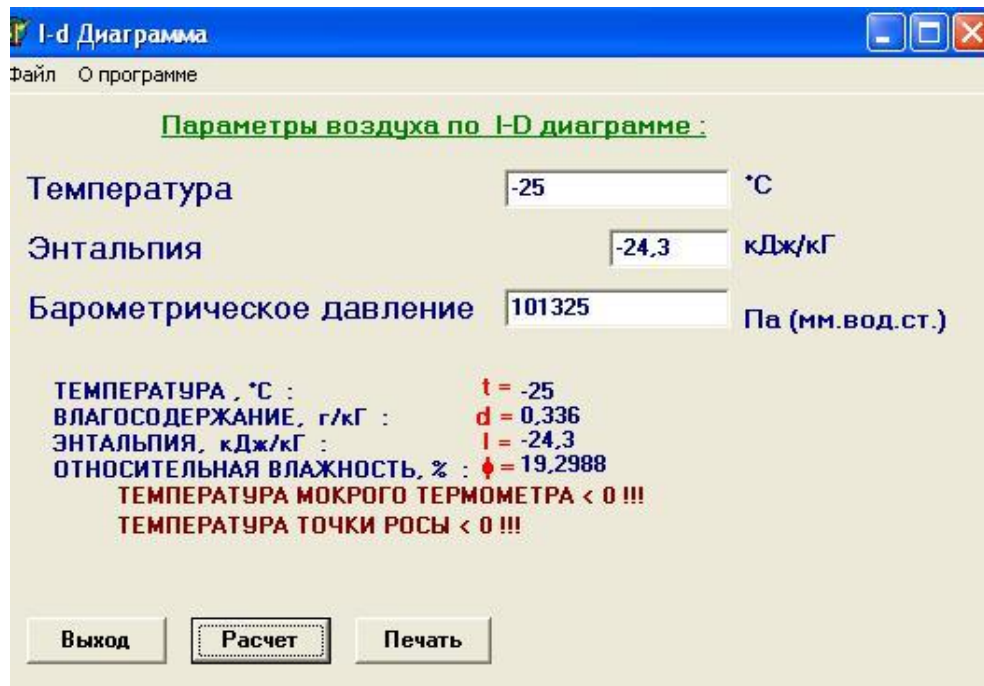 I-d Диаграмма
Файл О программе
Параметры воздуха по I-D диаграмме :
Температура -25 °C
Энтальпия -24,3 кДж/кГ
Барометрическое давление 101325 Па (мм.вод.ст.)
ТЕМПЕРАТУРА , °C : t = -25
ВЛАГОСОДЕРЖАНИЕ, г/кГ : d = 0,336
ЭНТАЛЬПИЯ, кДж/кГ : I = -24,3
ОТНОСИТЕЛЬНАЯ ВЛАЖНОСТЬ, % : ϕ = 19,2988
ТЕМПЕРАТУРА МОКРОГО ТЕРМОМЕТРА < 0 !!!
ТЕМПЕРАТУРА ТОЧКИ РОСЫ < 0 !!!
Выход Расчет Печать